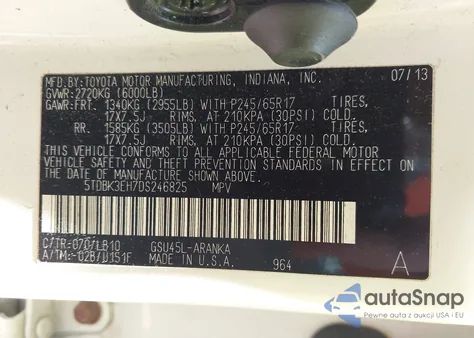 MFD.BY:TOYOTA MOTOR MANUFACTURING, INDIANA, INC. 07/13
GVWR: 2720KG (6000LB)
GAWR:FRT. 1340KG (2955LB) WITH P245/65R17 TIRES,
17X7.5J RIMS, AT 210KPA (30PSI) COLD.
RR. 1585KG (3505LB) WITH P245/65R17 TIRES,
17X7.5J RIMS, AT 210KPA (30PSI) COLD.
THIS VEHICLE CONFORMS TO ALL APPLICABLE FEDERAL MOTOR
VEHICLE SAFETY AND BUMPER STANDARDS IN EFFECT ON THE
DATE OF MANUFACTURE SHOWN ABOVE.
5TDBK3EH7DS246825 MPV
C/TR:070/LB10 GSU45L-ARANKA
A/TM:-02B/U151F MADE IN U.S.A. 964 A
autoSnap
Pewne auta z aukcji USA i EU